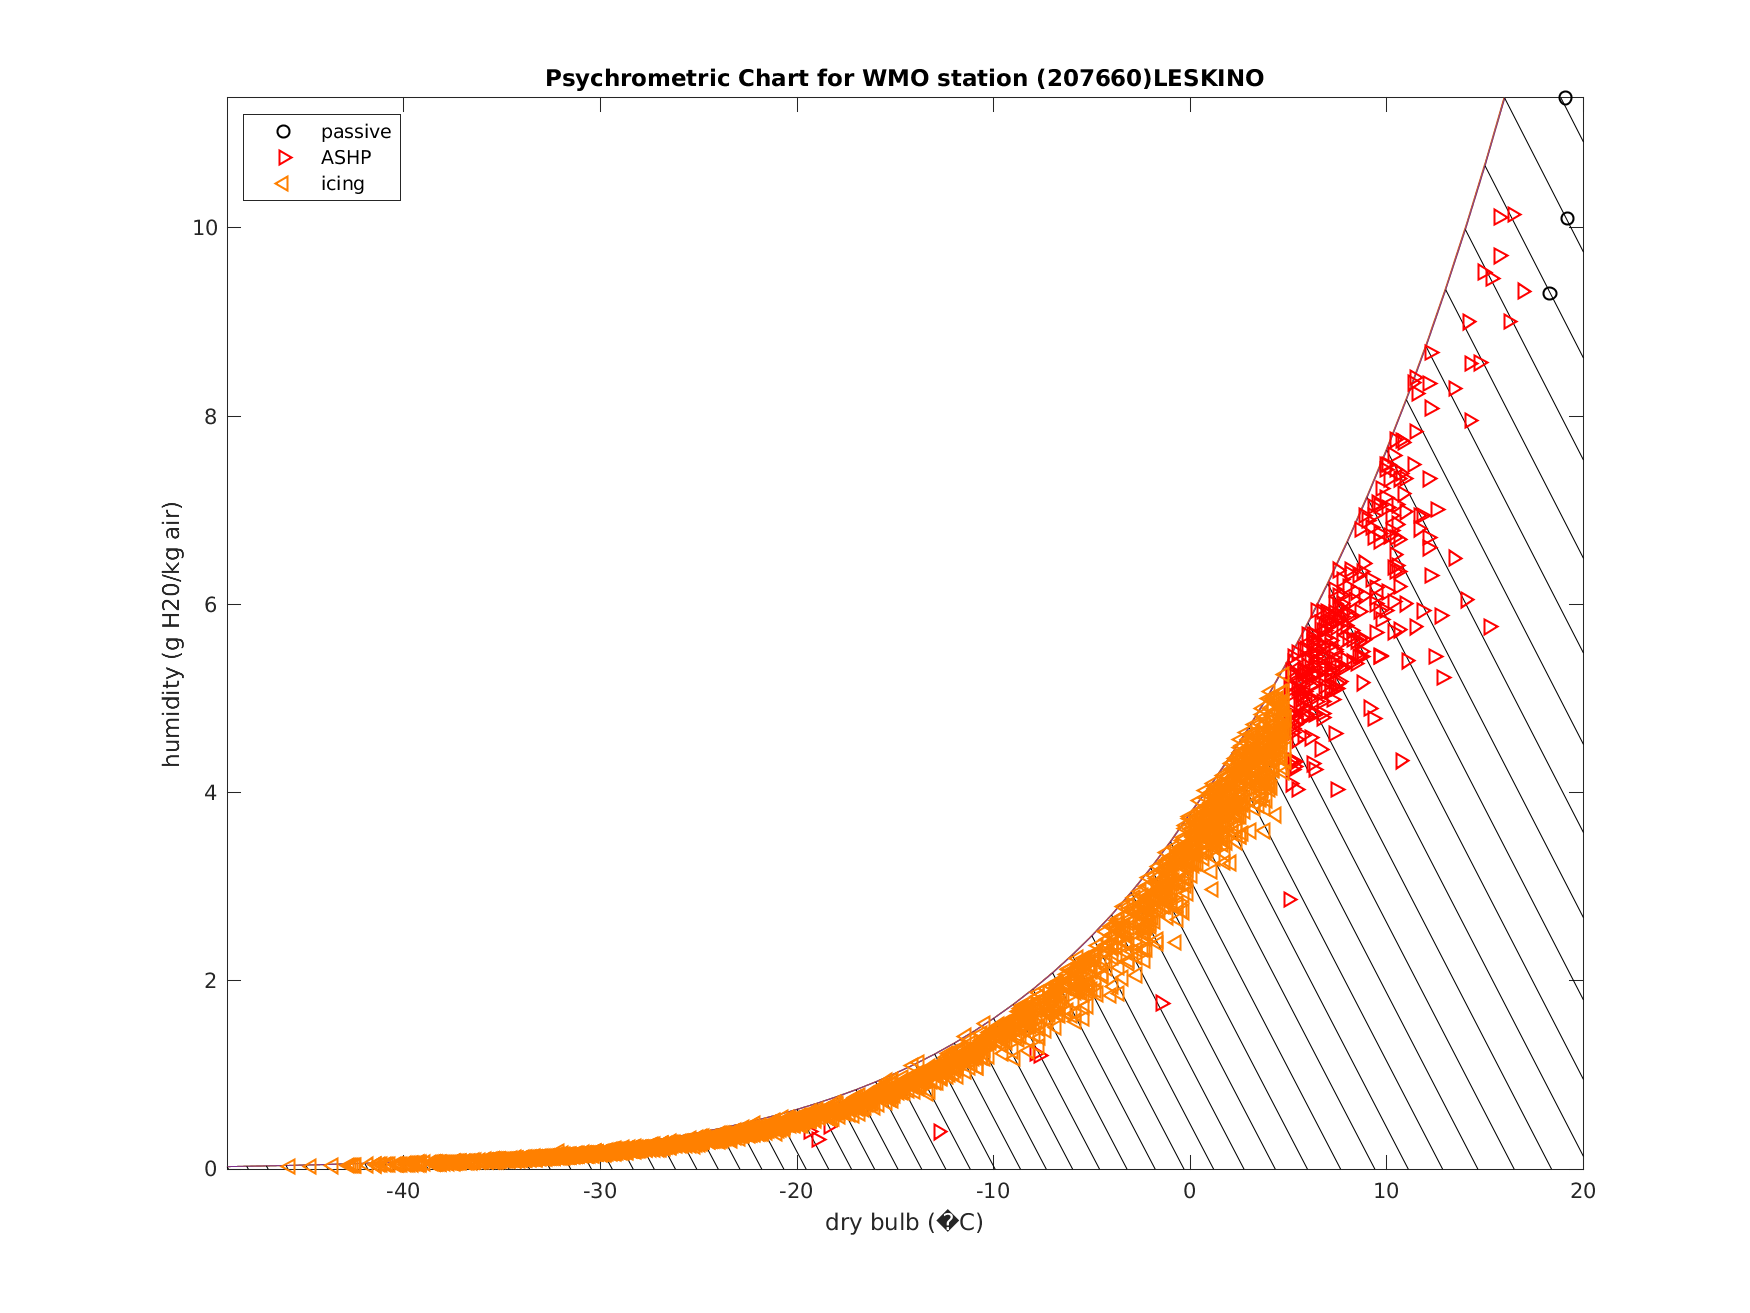 Psychrometric Chart for WMO station (207660)LESKINO
passive
ASHP
icing
10
8
6
4
2
0
humidity (g H20/kg air)
-40 -30 -20 -10 0 10 20
dry bulb (�C)